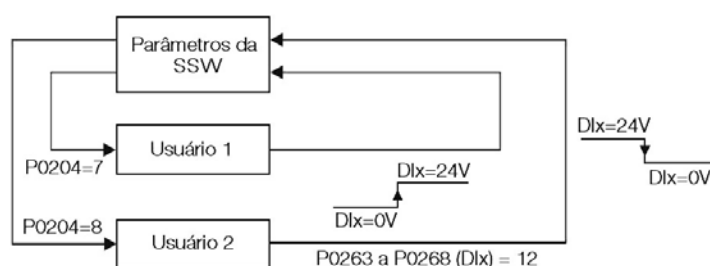 Parâmetros da
SSW
DIx=24V
Usuário 1
P0204=7
DIx=24V
DIx=0V
DIx=0V
P0204=8
Usuário 2
P0263 a P0268 (DIx) = 12